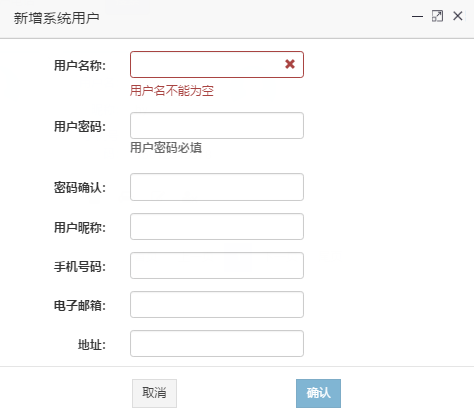 新增系统用户
用户名称:
用户名不能为空
用户密码:
用户密码必填
密码确认:
用户昵称:
手机号码:
电子邮箱:
地址:
取消
确认